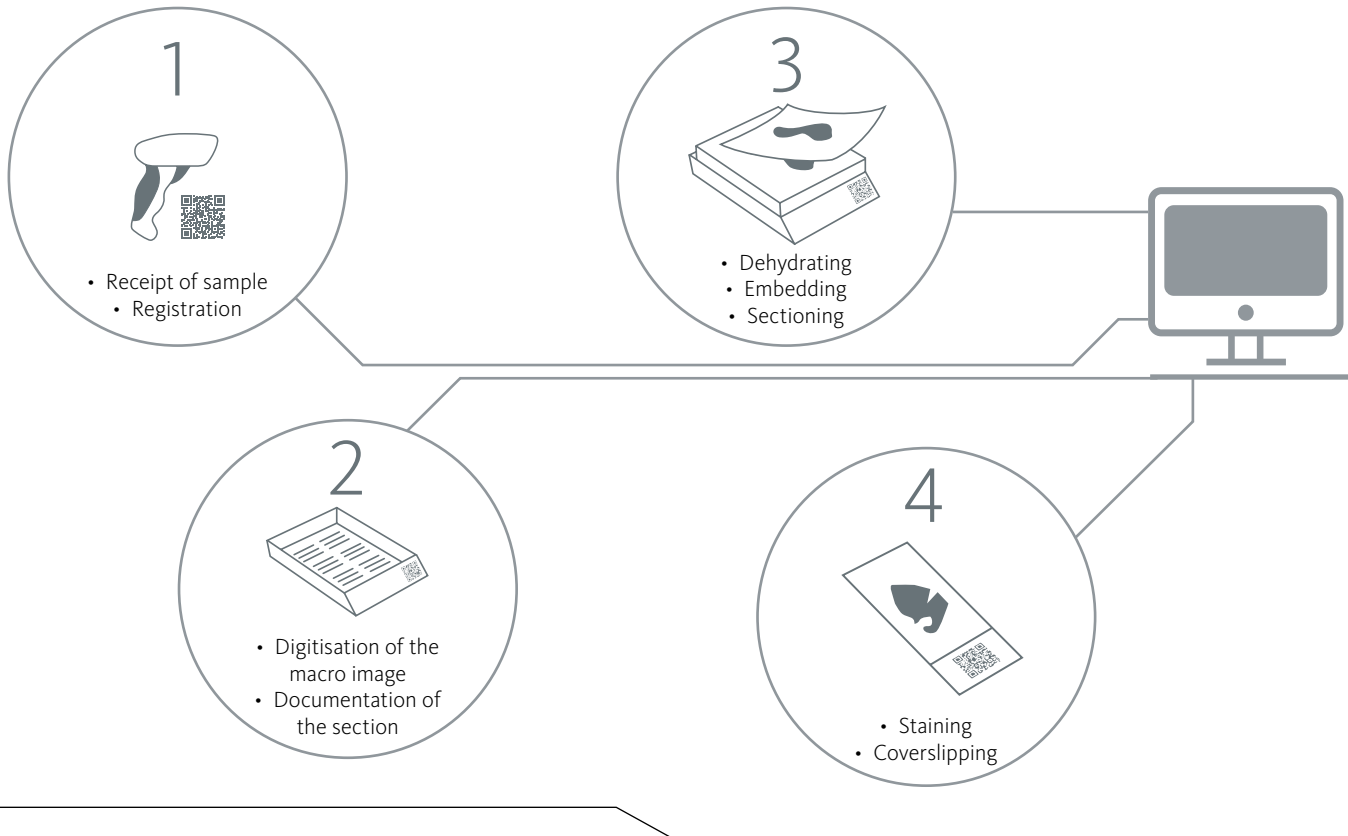 1
• Receipt of sample
• Registration
2
• Digitisation of the
macro image
• Documentation of
the section
3
• Dehydrating
• Embedding
• Sectioning
4
• Staining
• Coverslipping